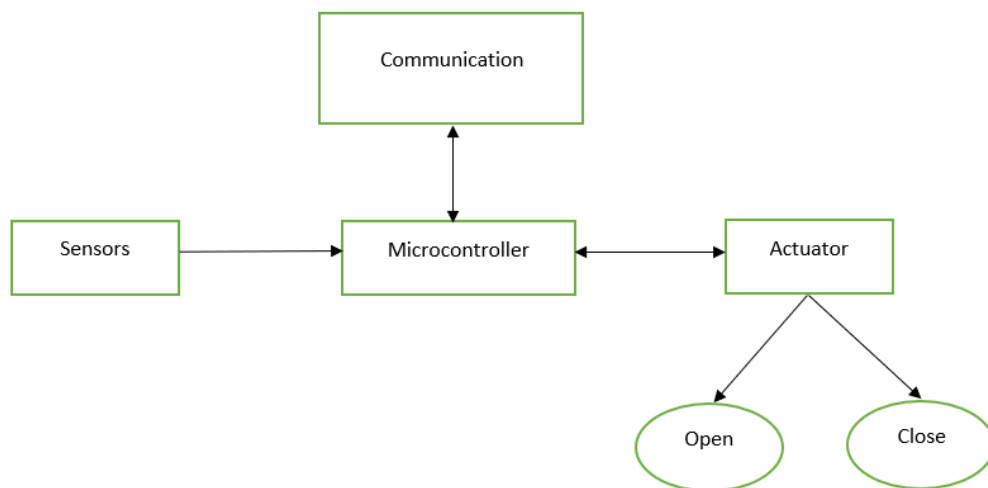 Communication
Sensors
Microcontroller
Actuator
Open
Close